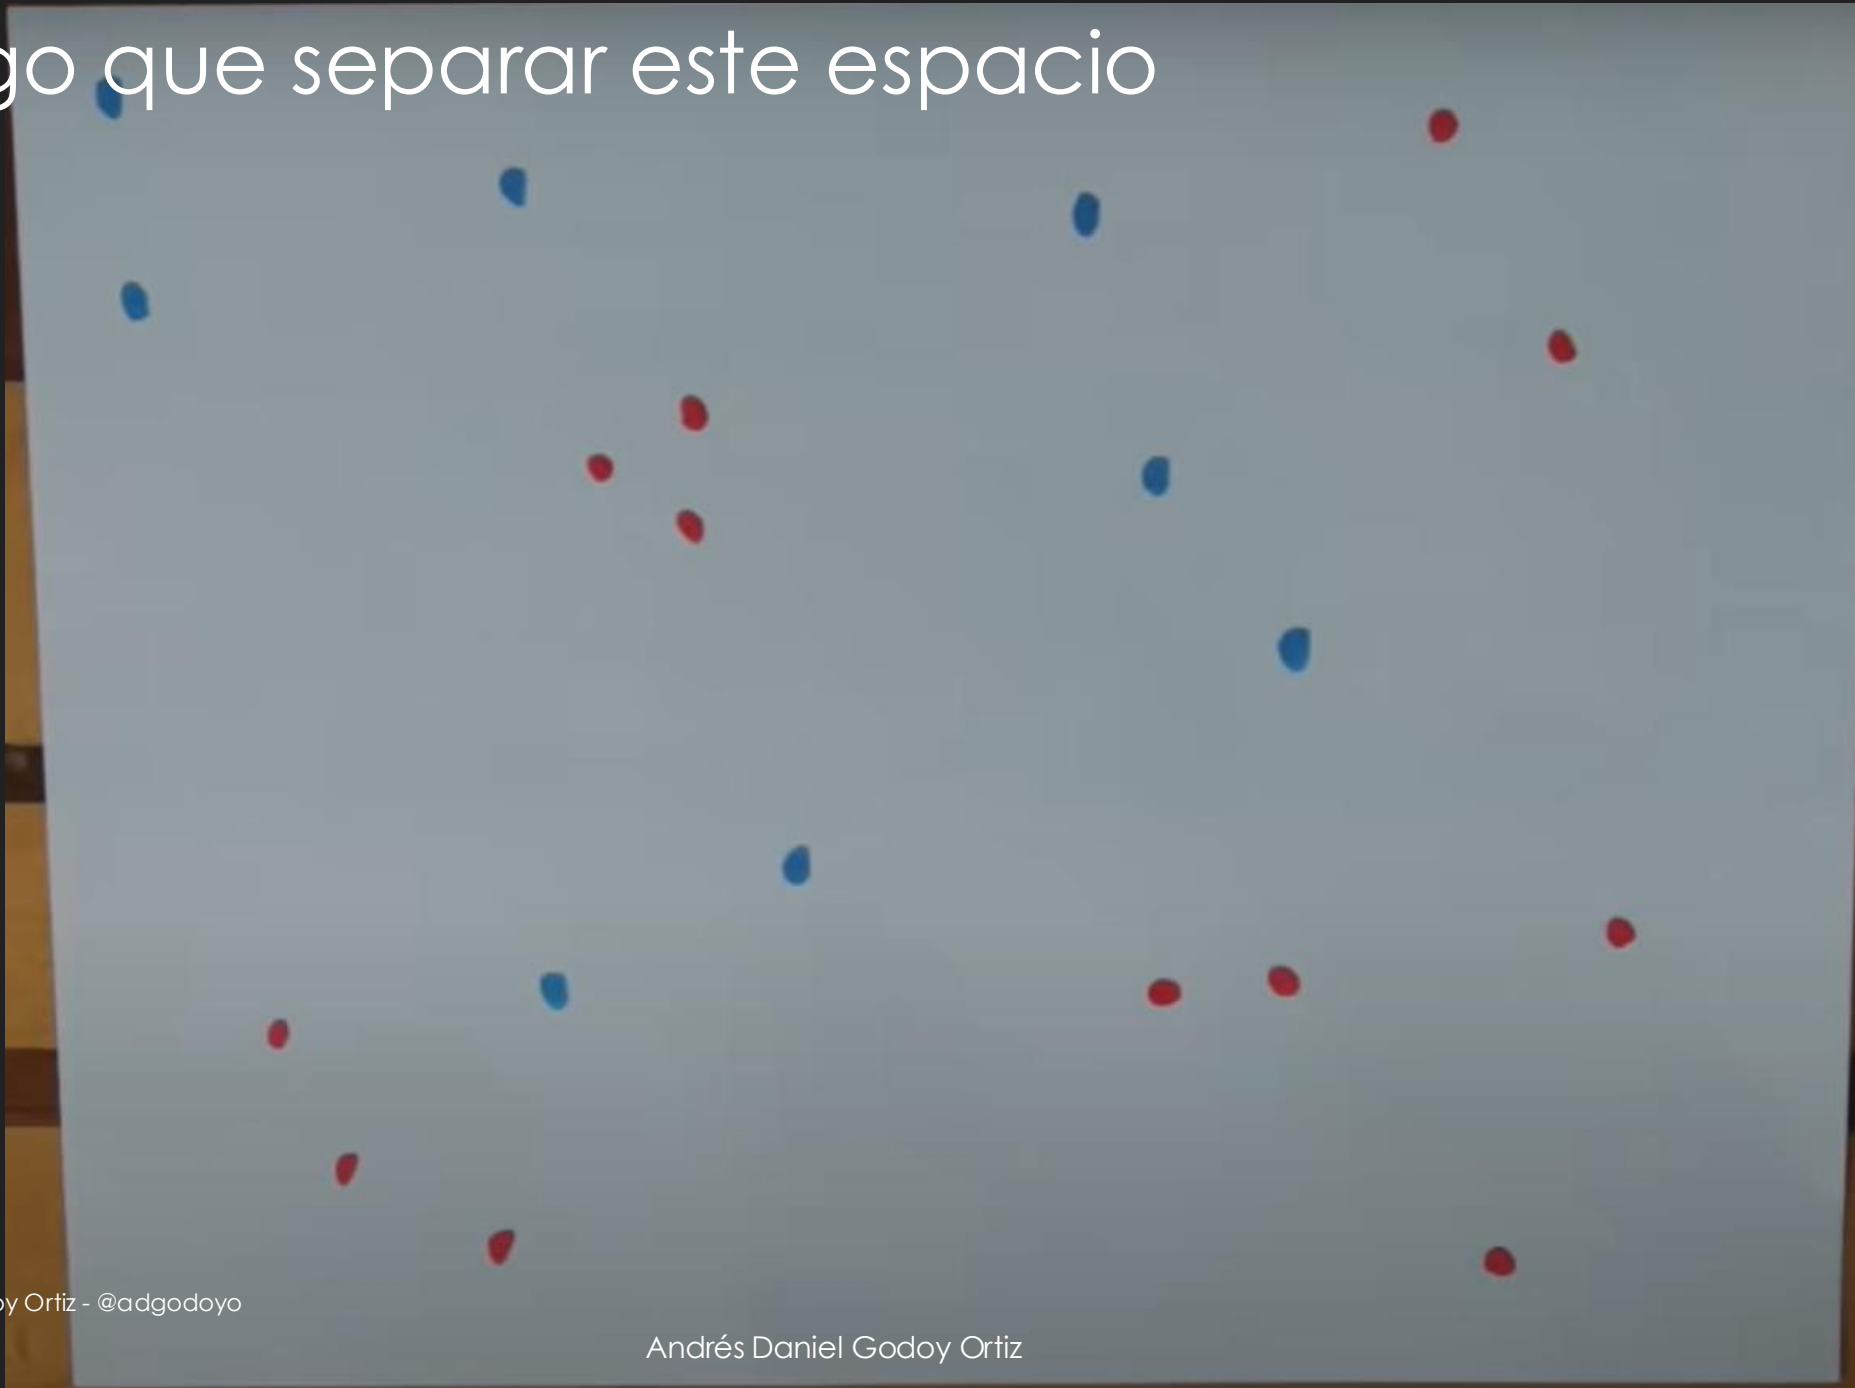 go que separar este espacio
Ortiz - @adgodoyo
Andrés Daniel Godoy Ortiz